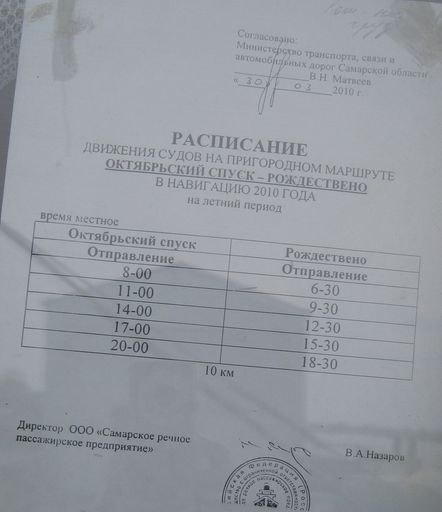 Согласовано:
Министерство транспорта, связи и
автомобильных дорог Самарской области
В.Н. Матвеев
« 30 » 03 2010 г.
РАСПИСАНИЕ
ДВИЖЕНИЯ СУДОВ НА ПРИГОРОДНОМ МАРШРУТЕ
ОКТЯБРЬСКИЙ СПУСК – РОЖДЕСТВЕНО
В НАВИГАЦИЮ 2010 ГОДА
на летний период
время местное
Октябрьский спуск Рождествено
Отправление Отправление
8-00 6-30
11-00 9-30
14-00 12-30
17-00 15-30
20-00 18-30
10 км
Директор ООО «Самарское речное
пассажирское предприятие»
В.А.Назаров